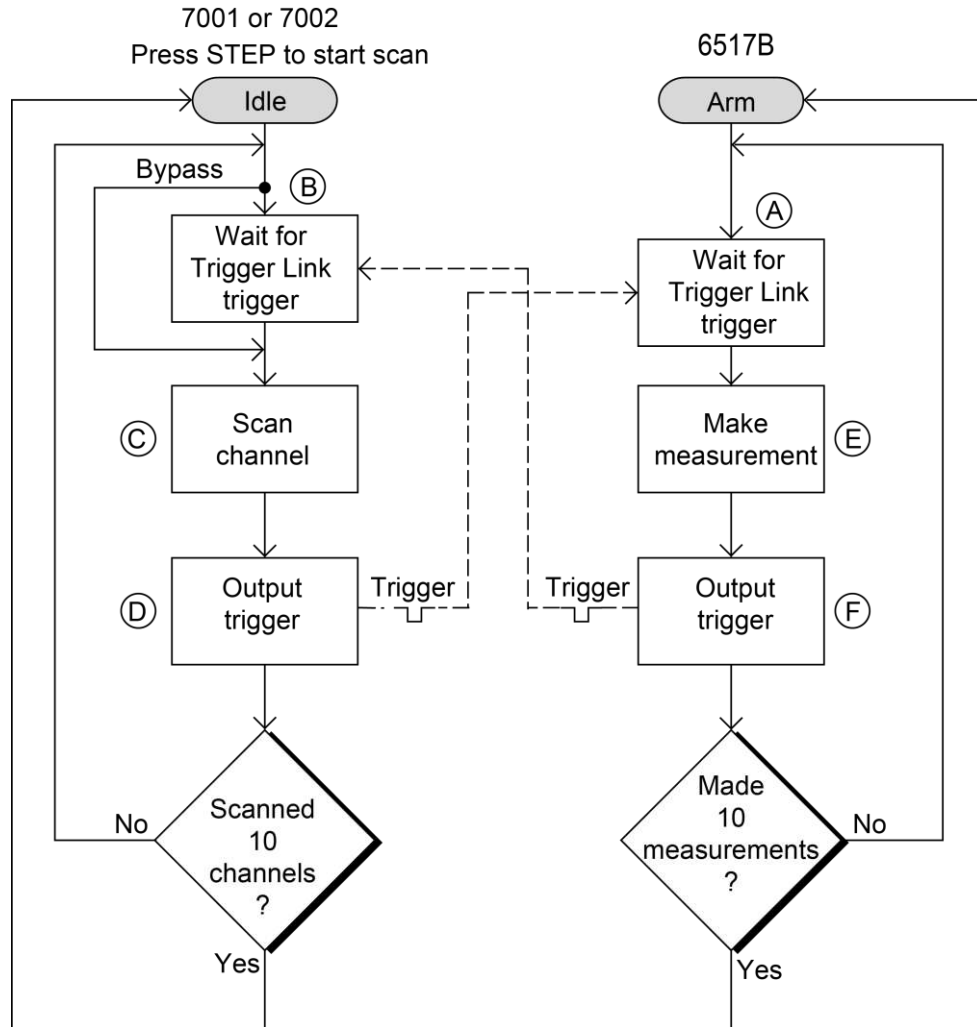 7001 or 7002
Press STEP to start scan
Idle
Bypass
B
Wait for
Trigger Link
trigger
C
Scan
channel
D
Output
trigger
Trigger
Scanned
10
channels
?
No
Yes
6517B
Arm
A
Wait for
Trigger Link
trigger
Make
measurement
E
Trigger
Output
trigger
F
Made
10
measurements
?
No
Yes